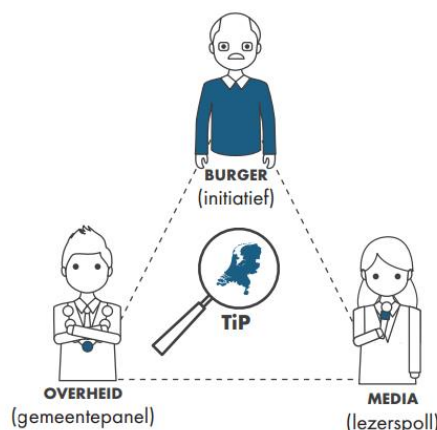 BURGER
(initiatief)
TiP
OVERHEID
(gemeentepanel)
MEDIA
(lezerspoll)